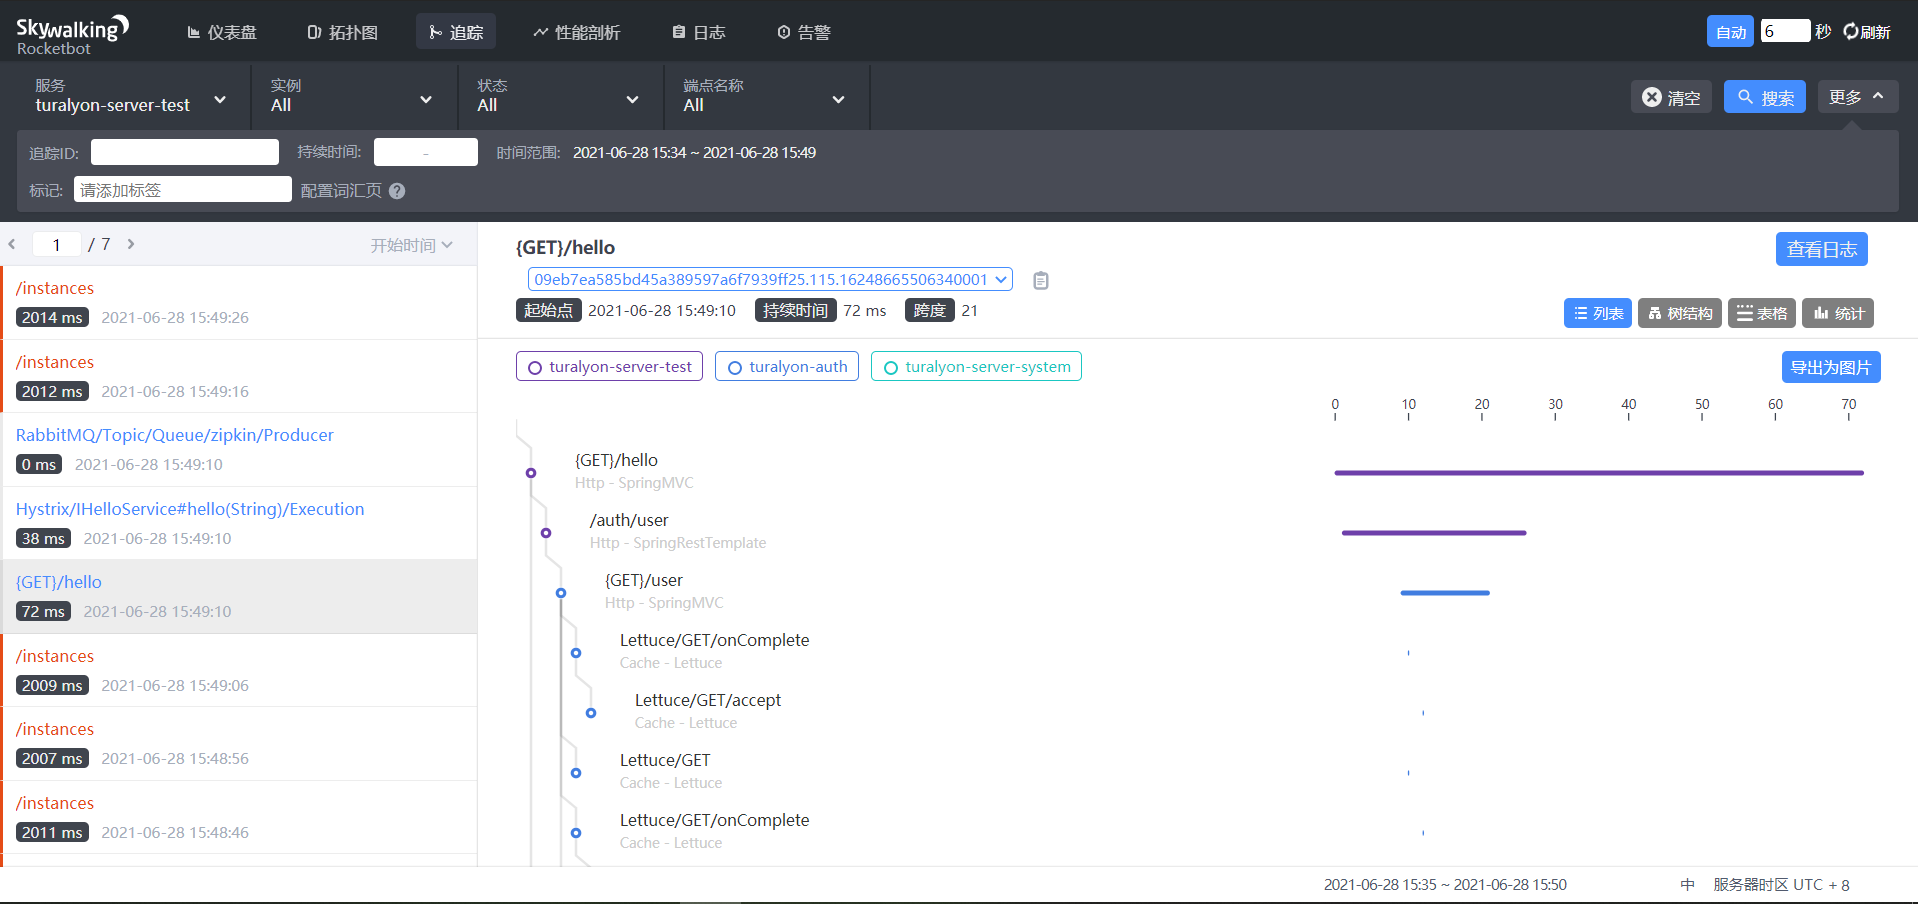 Skywalking
Rocketbot
仪表盘
拓扑图
追踪
性能剖析
日志
告警
自动
6
秒
刷新
服务
turalyon-server-test
实例
All
状态
All
端点名称
All
清空
搜索
更多
追踪ID:
持续时间:
-
时间范围:
2021-06-28 15:34 ~ 2021-06-28 15:49
标记:
请添加标签
配置词汇页
?
1
/ 7
开始时间
/instances
2014 ms
2021-06-28 15:49:26
/instances
2012 ms
2021-06-28 15:49:16
RabbitMQ/Topic/Queue/zipkin/Producer
0 ms
2021-06-28 15:49:10
Hystrix/IHelloService#hello(String)/Execution
38 ms
2021-06-28 15:49:10
{GET}/hello
72 ms
2021-06-28 15:49:10
/instances
2009 ms
2021-06-28 15:49:06
/instances
2007 ms
2021-06-28 15:48:56
/instances
2011 ms
2021-06-28 15:48:46
{GET}/hello
查看日志
09eb7ea585bd45a389597a6f7939ff25.115.16248665506340001
起始点
2021-06-28 15:49:10
持续时间
72 ms
跨度
21
列表
树结构
表格
统计
turalyon-server-test
turalyon-auth
turalyon-server-system
导出为图片
0
10
20
30
40
50
60
70
{GET}/hello
Http - SpringMVC
/auth/user
Http - SpringRestTemplate
{GET}/user
Http - SpringMVC
Lettuce/GET/onComplete
Cache - Lettuce
Lettuce/GET/accept
Cache - Lettuce
Lettuce/GET
Cache - Lettuce
Lettuce/GET/onComplete
Cache - Lettuce
2021-06-28 15:35 ~ 2021-06-28 15:50
中
服务器时区 UTC + 8